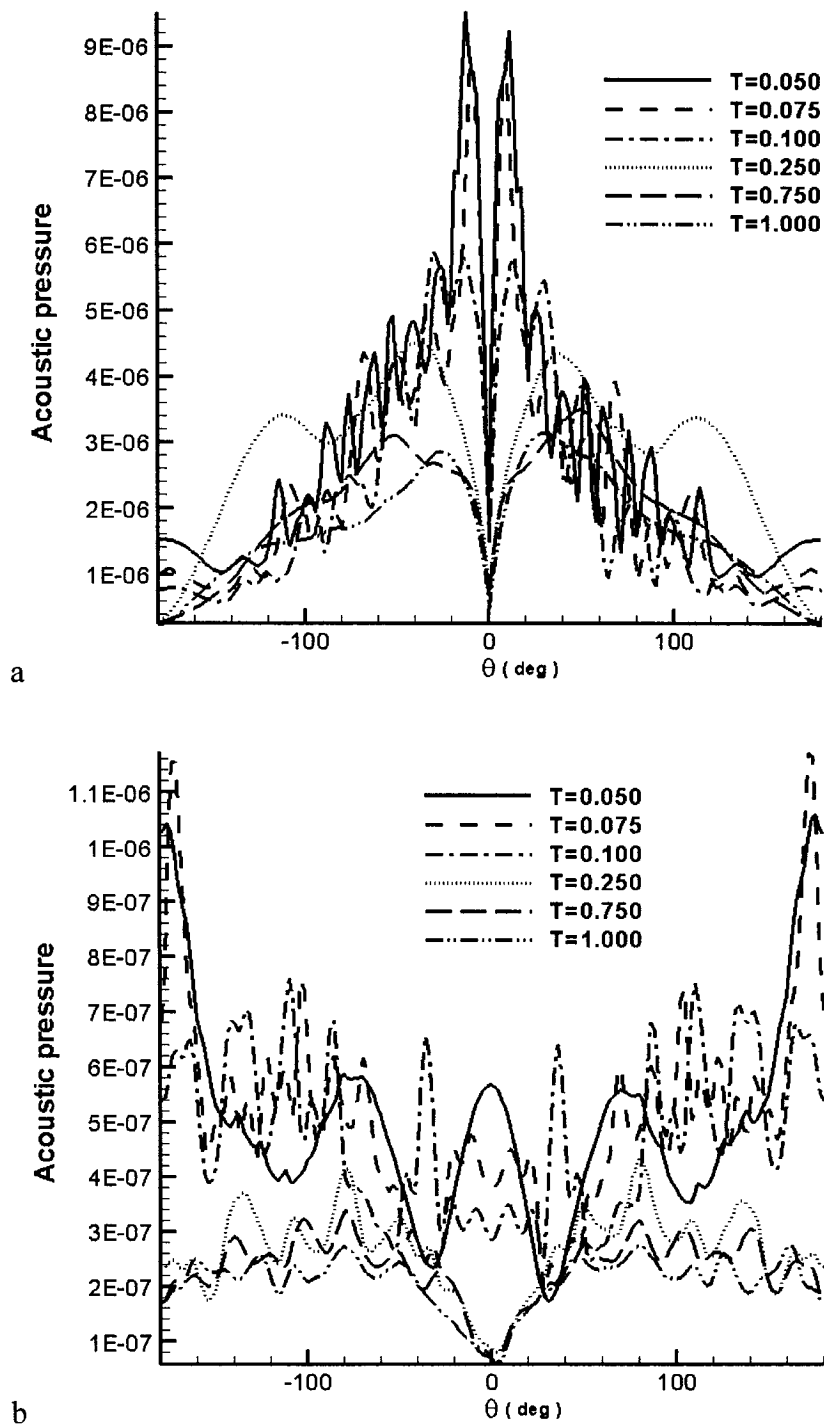 9E-06
8E-06
7E-06
6E-06
5E-06
4E-06
3E-06
2E-06
1E-06
Acoustic pressure
T=0.050
T=0.075
T=0.100
T=0.250
T=0.750
T=1.000
-100
0
100
θ ( deg )
a
1.1E-06
1E-06
9E-07
8E-07
7E-07
6E-07
5E-07
4E-07
3E-07
2E-07
1E-07
Acoustic pressure
T=0.050
T=0.075
T=0.100
T=0.250
T=0.750
T=1.000
-100
0
100
θ ( deg )
b